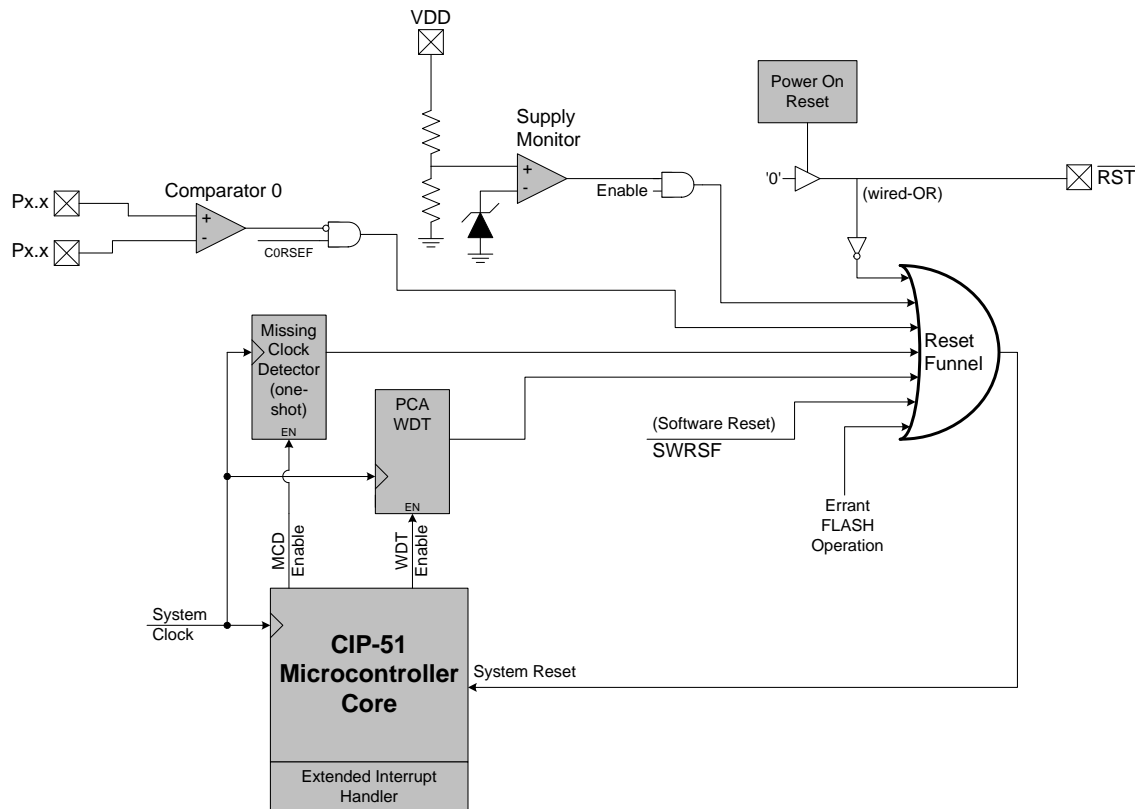 VDD
Power On
Reset
Supply
Monitor
+
-
Enable
'0'
(wired-OR)
RST
Px.x
Px.x
Comparator 0
+
-
C0RSEF
Missing
Clock
Detector
(one-
shot)
EN
PCA
WDT
EN
Reset
Funnel
(Software Reset)
SWRSF
Errant
FLASH
Operation
MCD
Enable
WDT
Enable
System
Clock
CIP-51
Microcontroller
Core
System Reset
Extended Interrupt
Handler